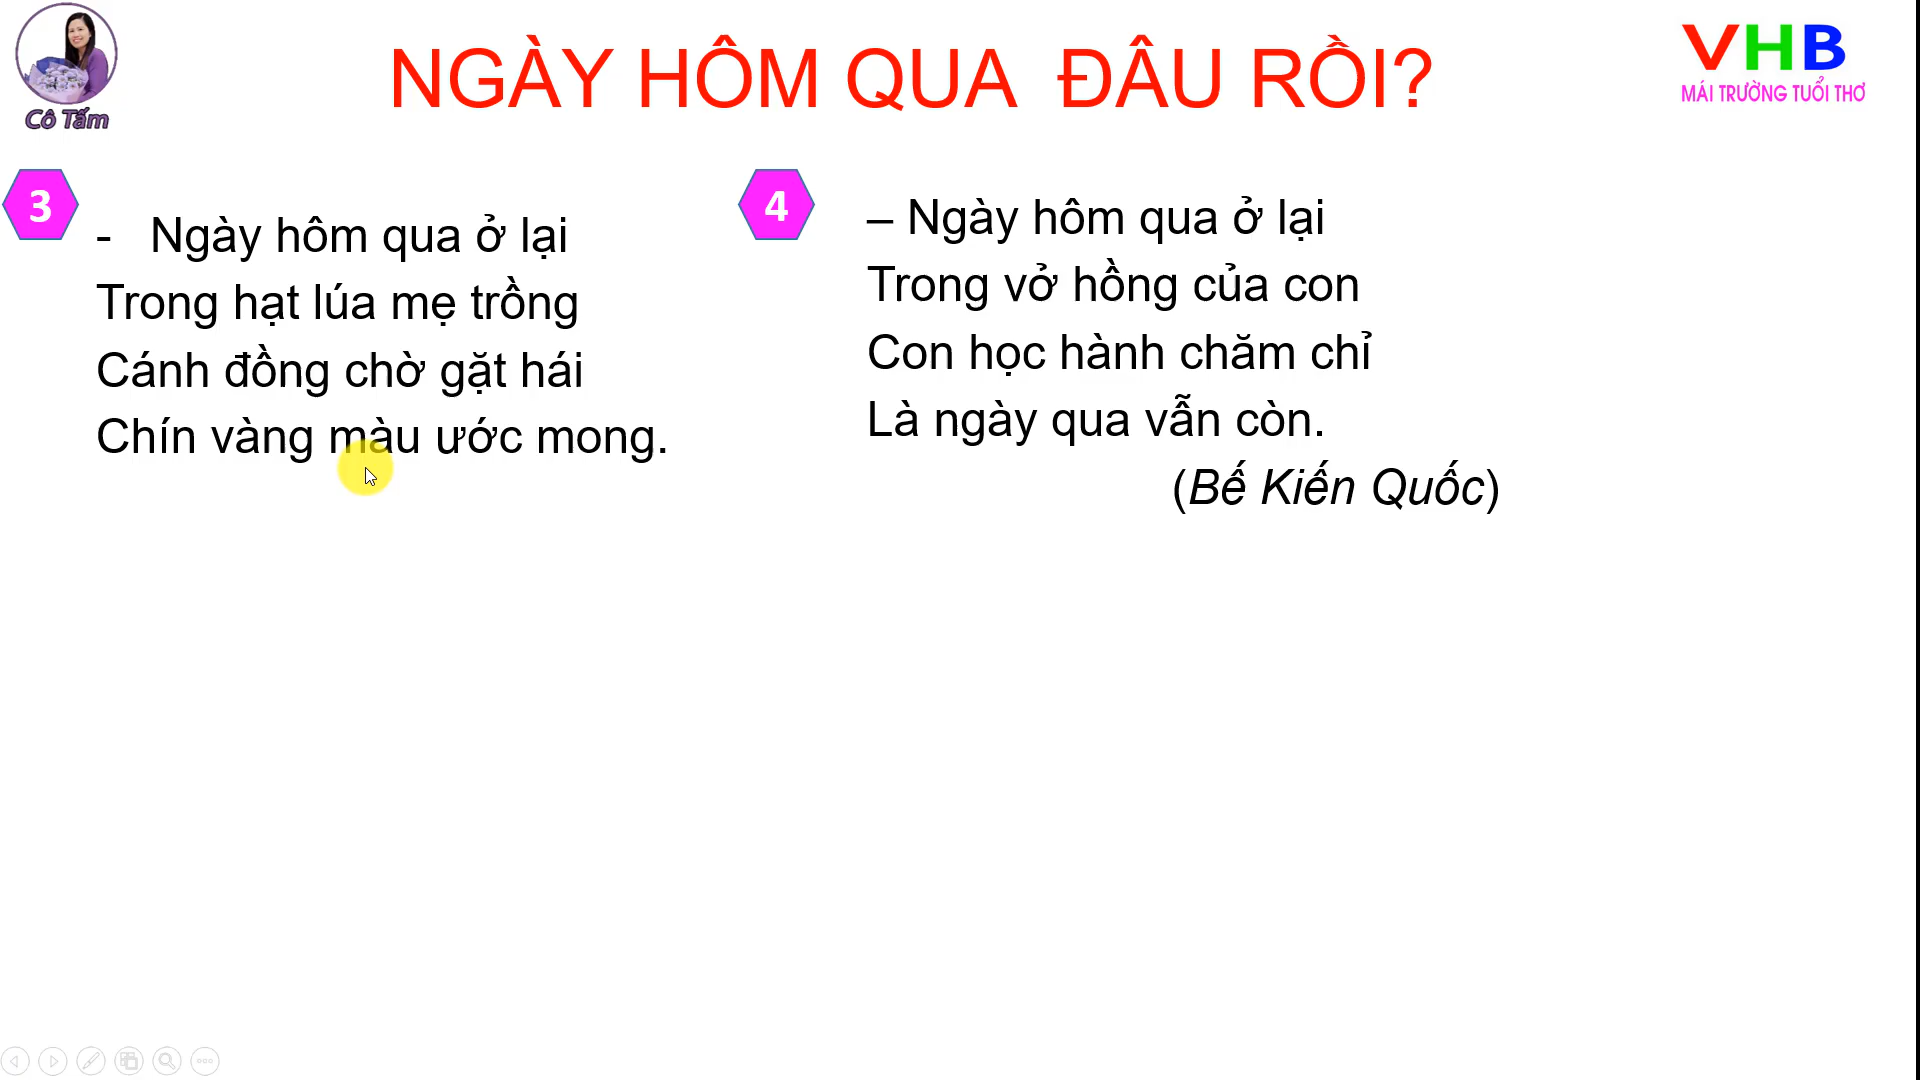 Cô Tấm
NGÀY HÔM QUA ĐÂU RỒI?
VHB
MÁI TRƯỜNG TUỔI THƠ
3
- Ngày hôm qua ở lại
Trong hạt lúa mẹ trồng
Cánh đồng chờ gặt hái
Chín vàng màu ước mong.
4
– Ngày hôm qua ở lại
Trong vở hồng của con
Con học hành chăm chỉ
Là ngày qua vẫn còn.
(Bế Kiến Quốc)